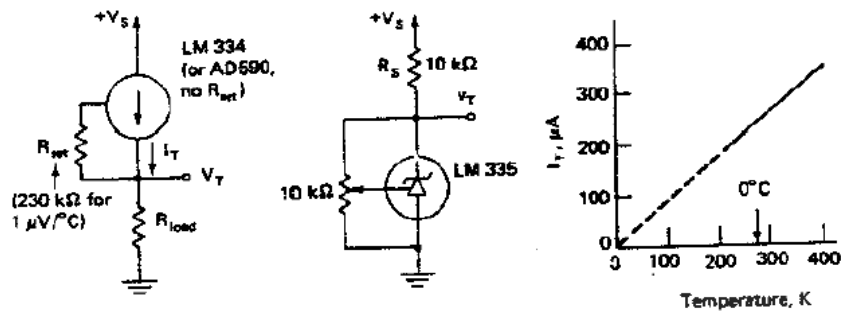 +V_S
LM 334
(or AD590,
no R_set)
R_set
I_T
V_T
(230 kΩ for
1 μV/°C)
R_load
+V_S
R_S 10 kΩ
v_T
LM 335
10 kΩ
400
300
200
100
0
I_T, μA
0°C
0 100 200 300 400
Temperature, K